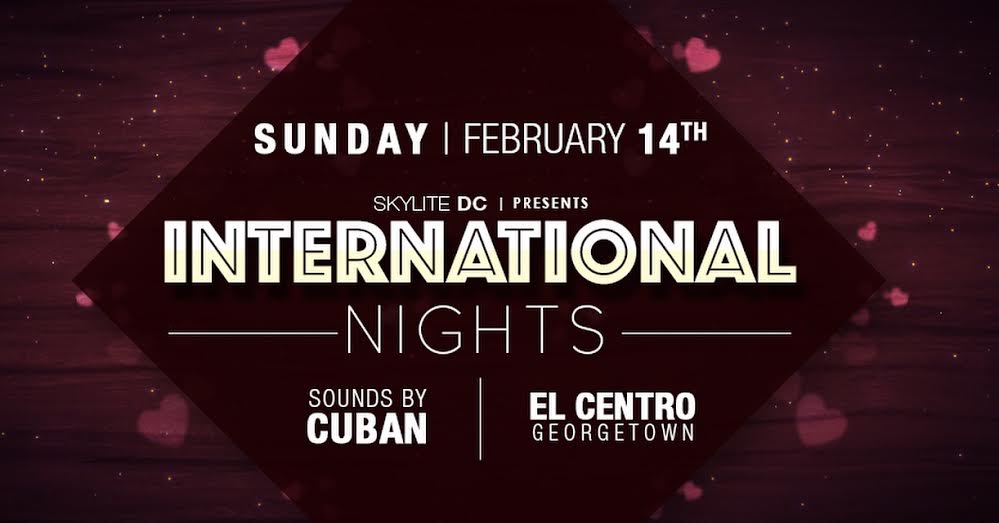 SUNDAY | FEBRUARY 14TH
SKYLITE DC | PRESENTS
INTERNATIONAL
NIGHTS
SOUNDS BY
CUBAN
EL CENTRO
GEORGETOWN